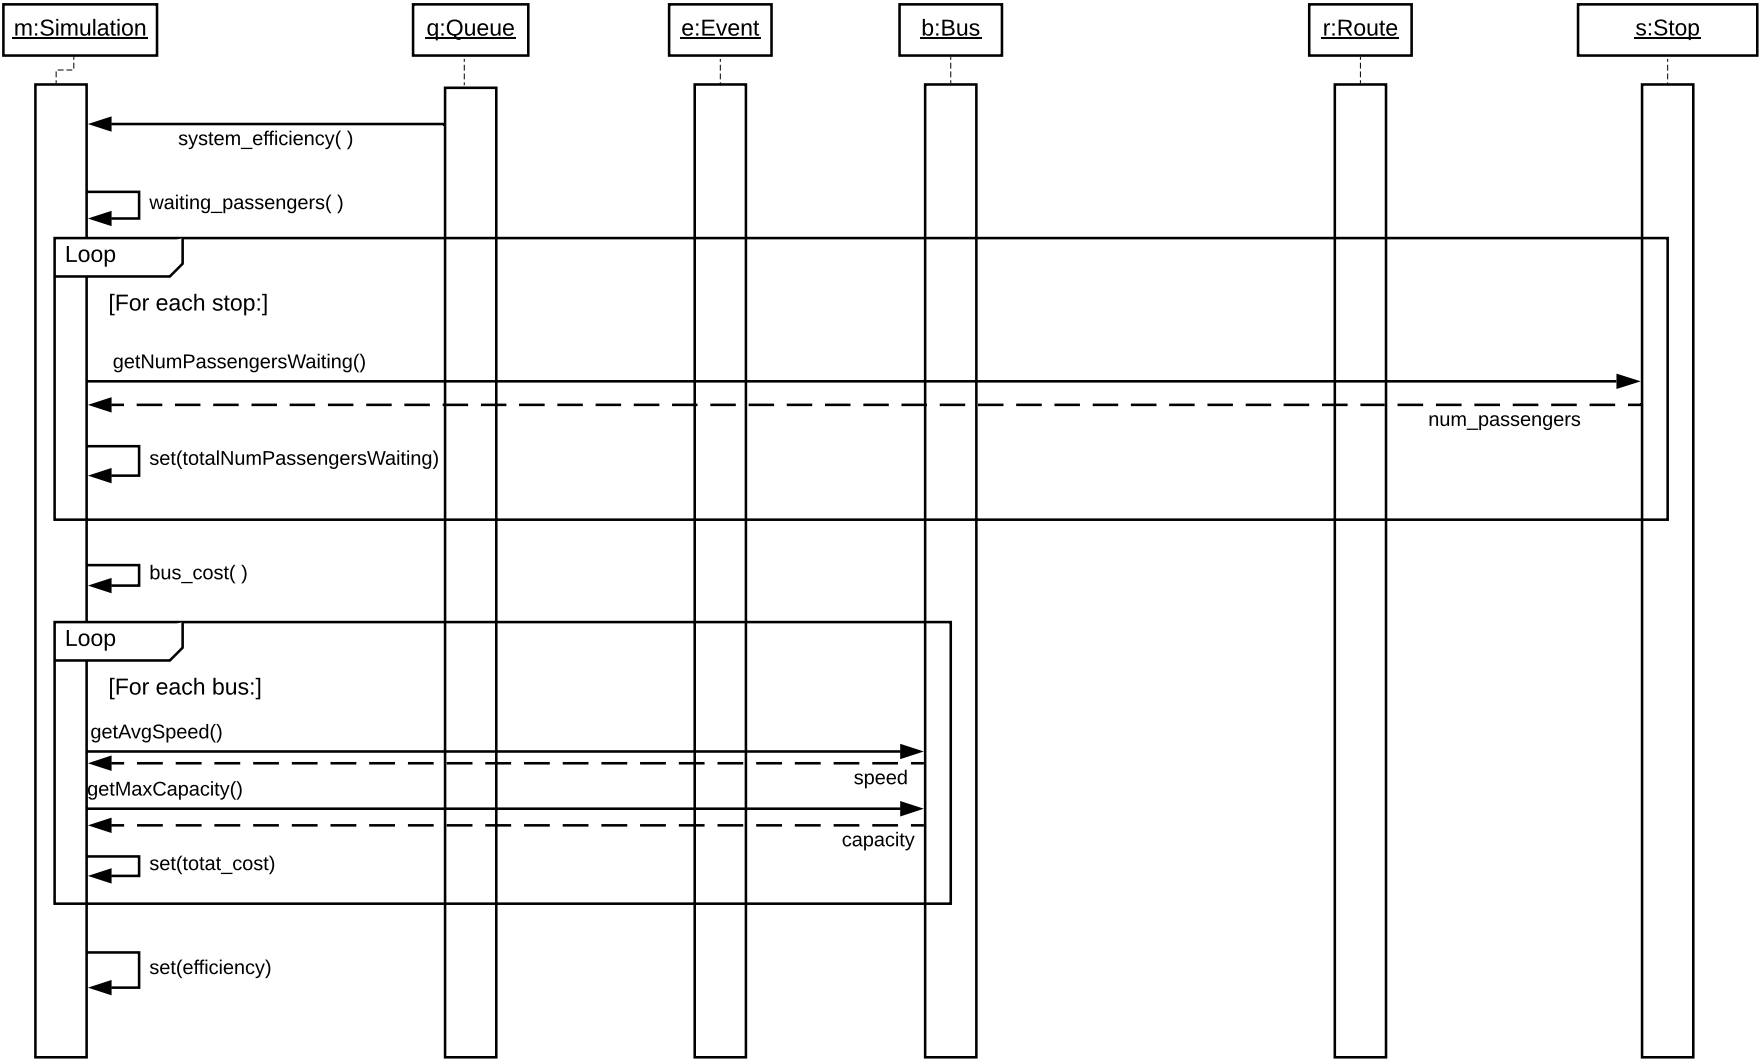 m:Simulation
q:Queue
e:Event
b:Bus
r:Route
s:Stop
system_efficiency( )
waiting_passengers( )
Loop
[For each stop:]
getNumPassengersWaiting()
num_passengers
set(totalNumPassengersWaiting)
bus_cost( )
Loop
[For each bus:]
getAvgSpeed()
speed
getMaxCapacity()
capacity
set(totat_cost)
set(efficiency)